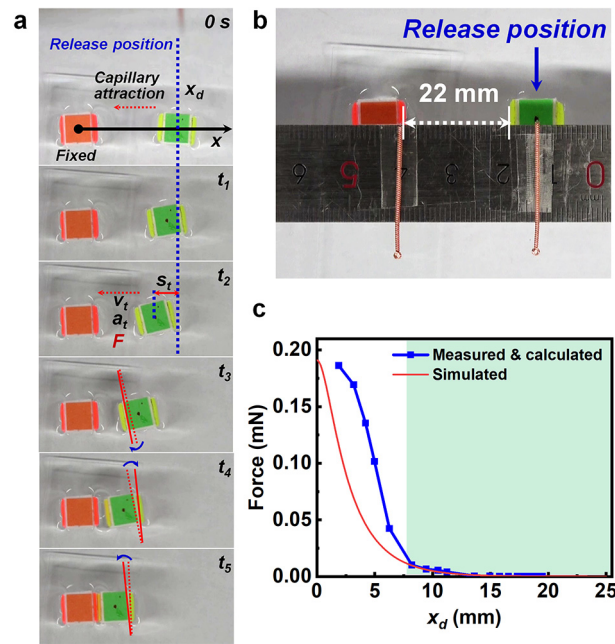 a
0 s
Release position
Capillary
attraction
x_d
x
Fixed
t_1
t_2
s_t
v_t
a_t
F
t_3
t_4
t_5
b
Release position
22 mm
6 5 4 3 2 1 0
c
0.20
0.15
0.10
0.05
0.00
Force (mN)
Measured & calculated
Simulated
0 5 10 15 20 25
x_d (mm)